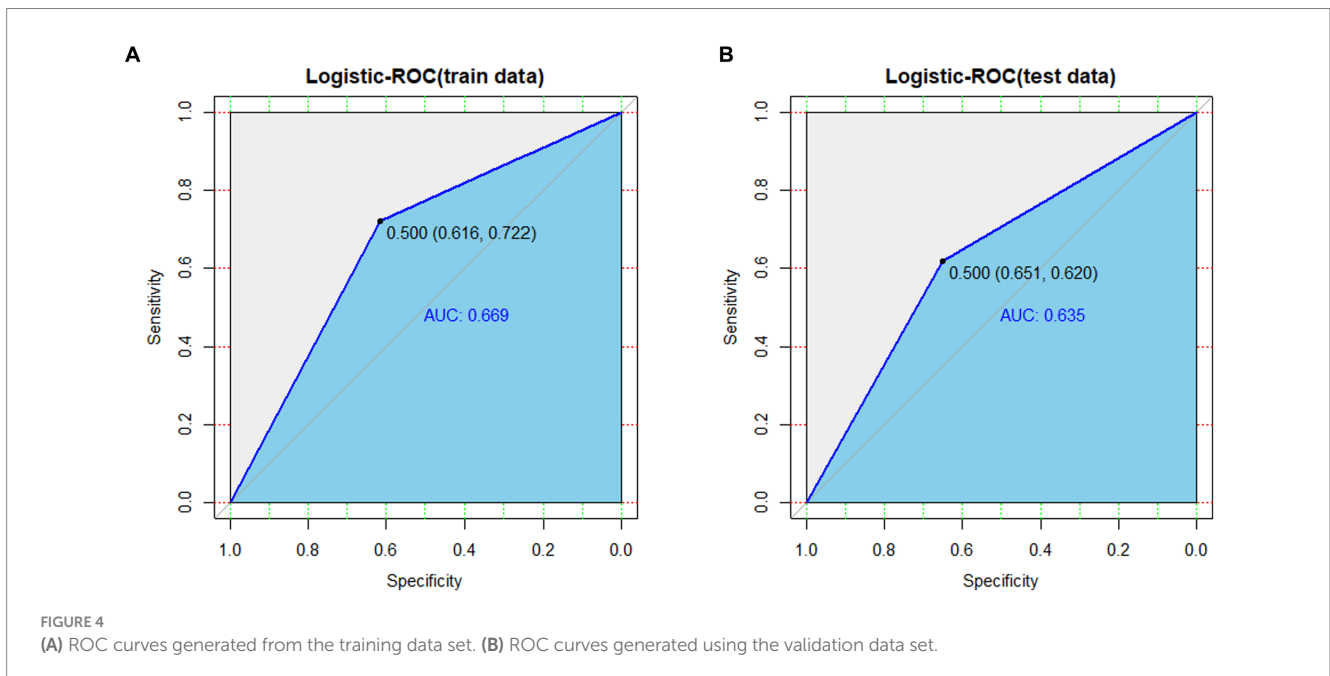 A
Logistic-ROC(train data)
1.0
0.8
0.6
0.4
0.2
0.0
Sensitivity
0.500 (0.616, 0.722)
AUC: 0.669
1.0 0.8 0.6 0.4 0.2 0.0
Specificity
B
Logistic-ROC(test data)
1.0
0.8
0.6
0.4
0.2
0.0
Sensitivity
0.500 (0.651, 0.620)
AUC: 0.635
1.0 0.8 0.6 0.4 0.2 0.0
Specificity
FIGURE 4
(A) ROC curves generated from the training data set. (B) ROC curves generated using the validation data set.